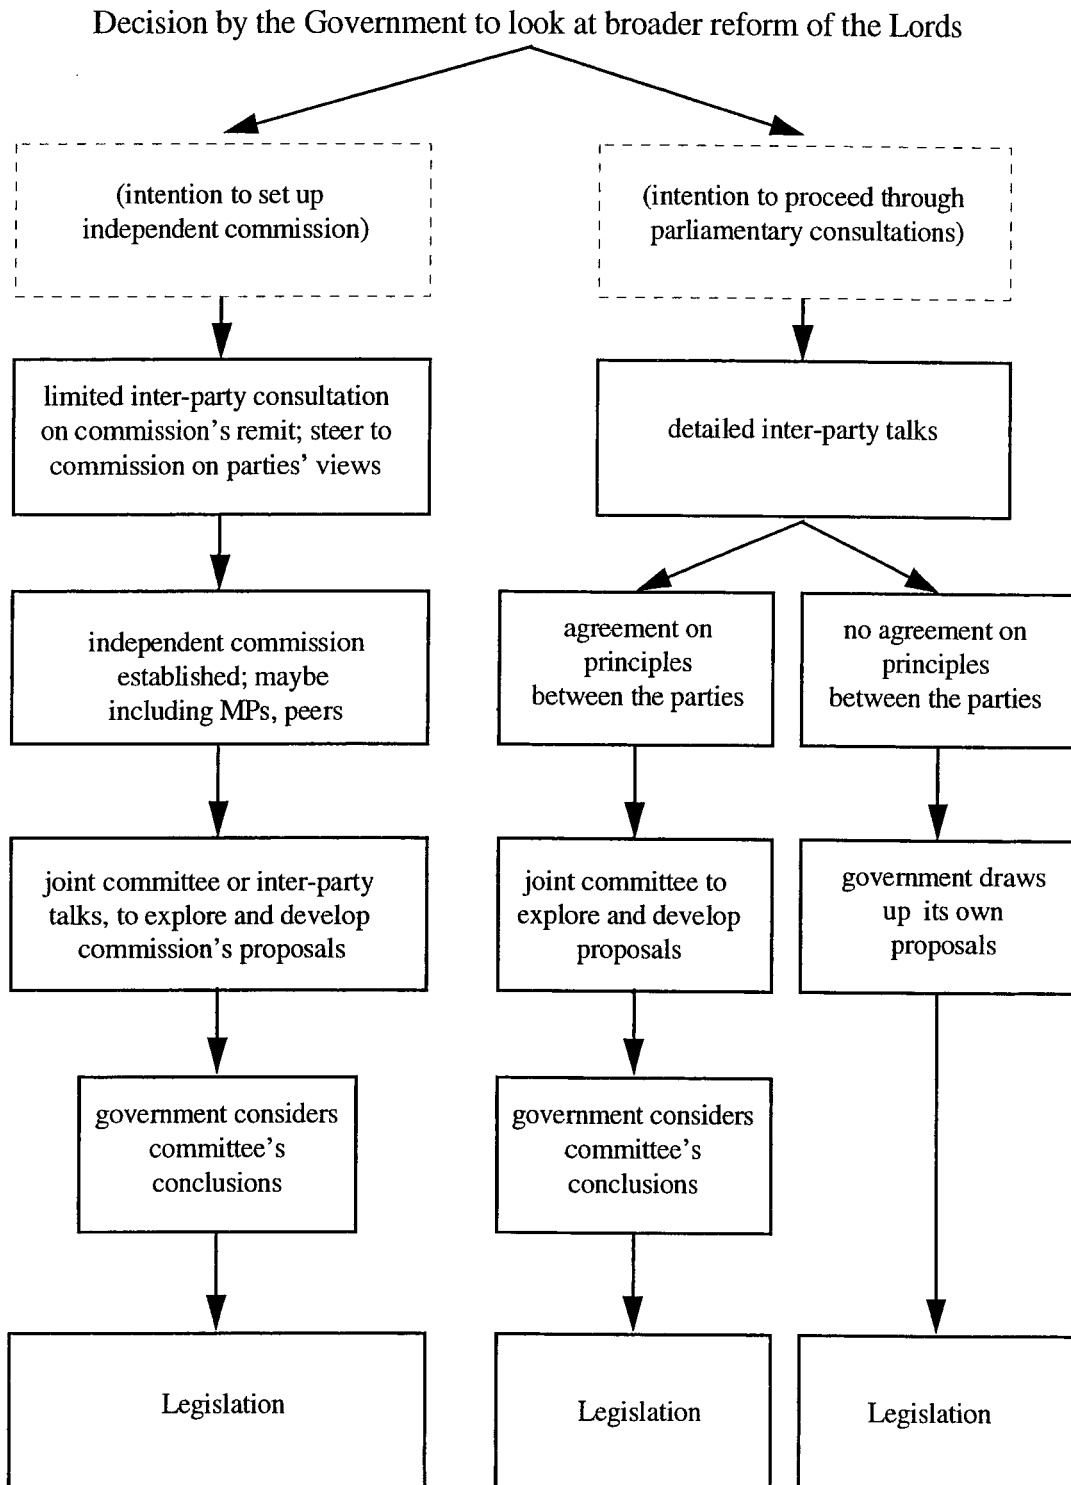 Decision by the Government to look at broader reform of the Lords
(intention to set up
independent commission)
(intention to proceed through
parliamentary consultations)
limited inter-party consultation
on commission's remit; steer to
commission on parties' views
detailed inter-party talks
independent commission
established; maybe
including MPs, peers
agreement on
principles
between the parties
no agreement on
principles
between the parties
joint committee or inter-party
talks, to explore and develop
commission's proposals
joint committee to
explore and develop
proposals
government draws
up its own
proposals
government considers
committee's
conclusions
government considers
committee's
conclusions
Legislation
Legislation
Legislation